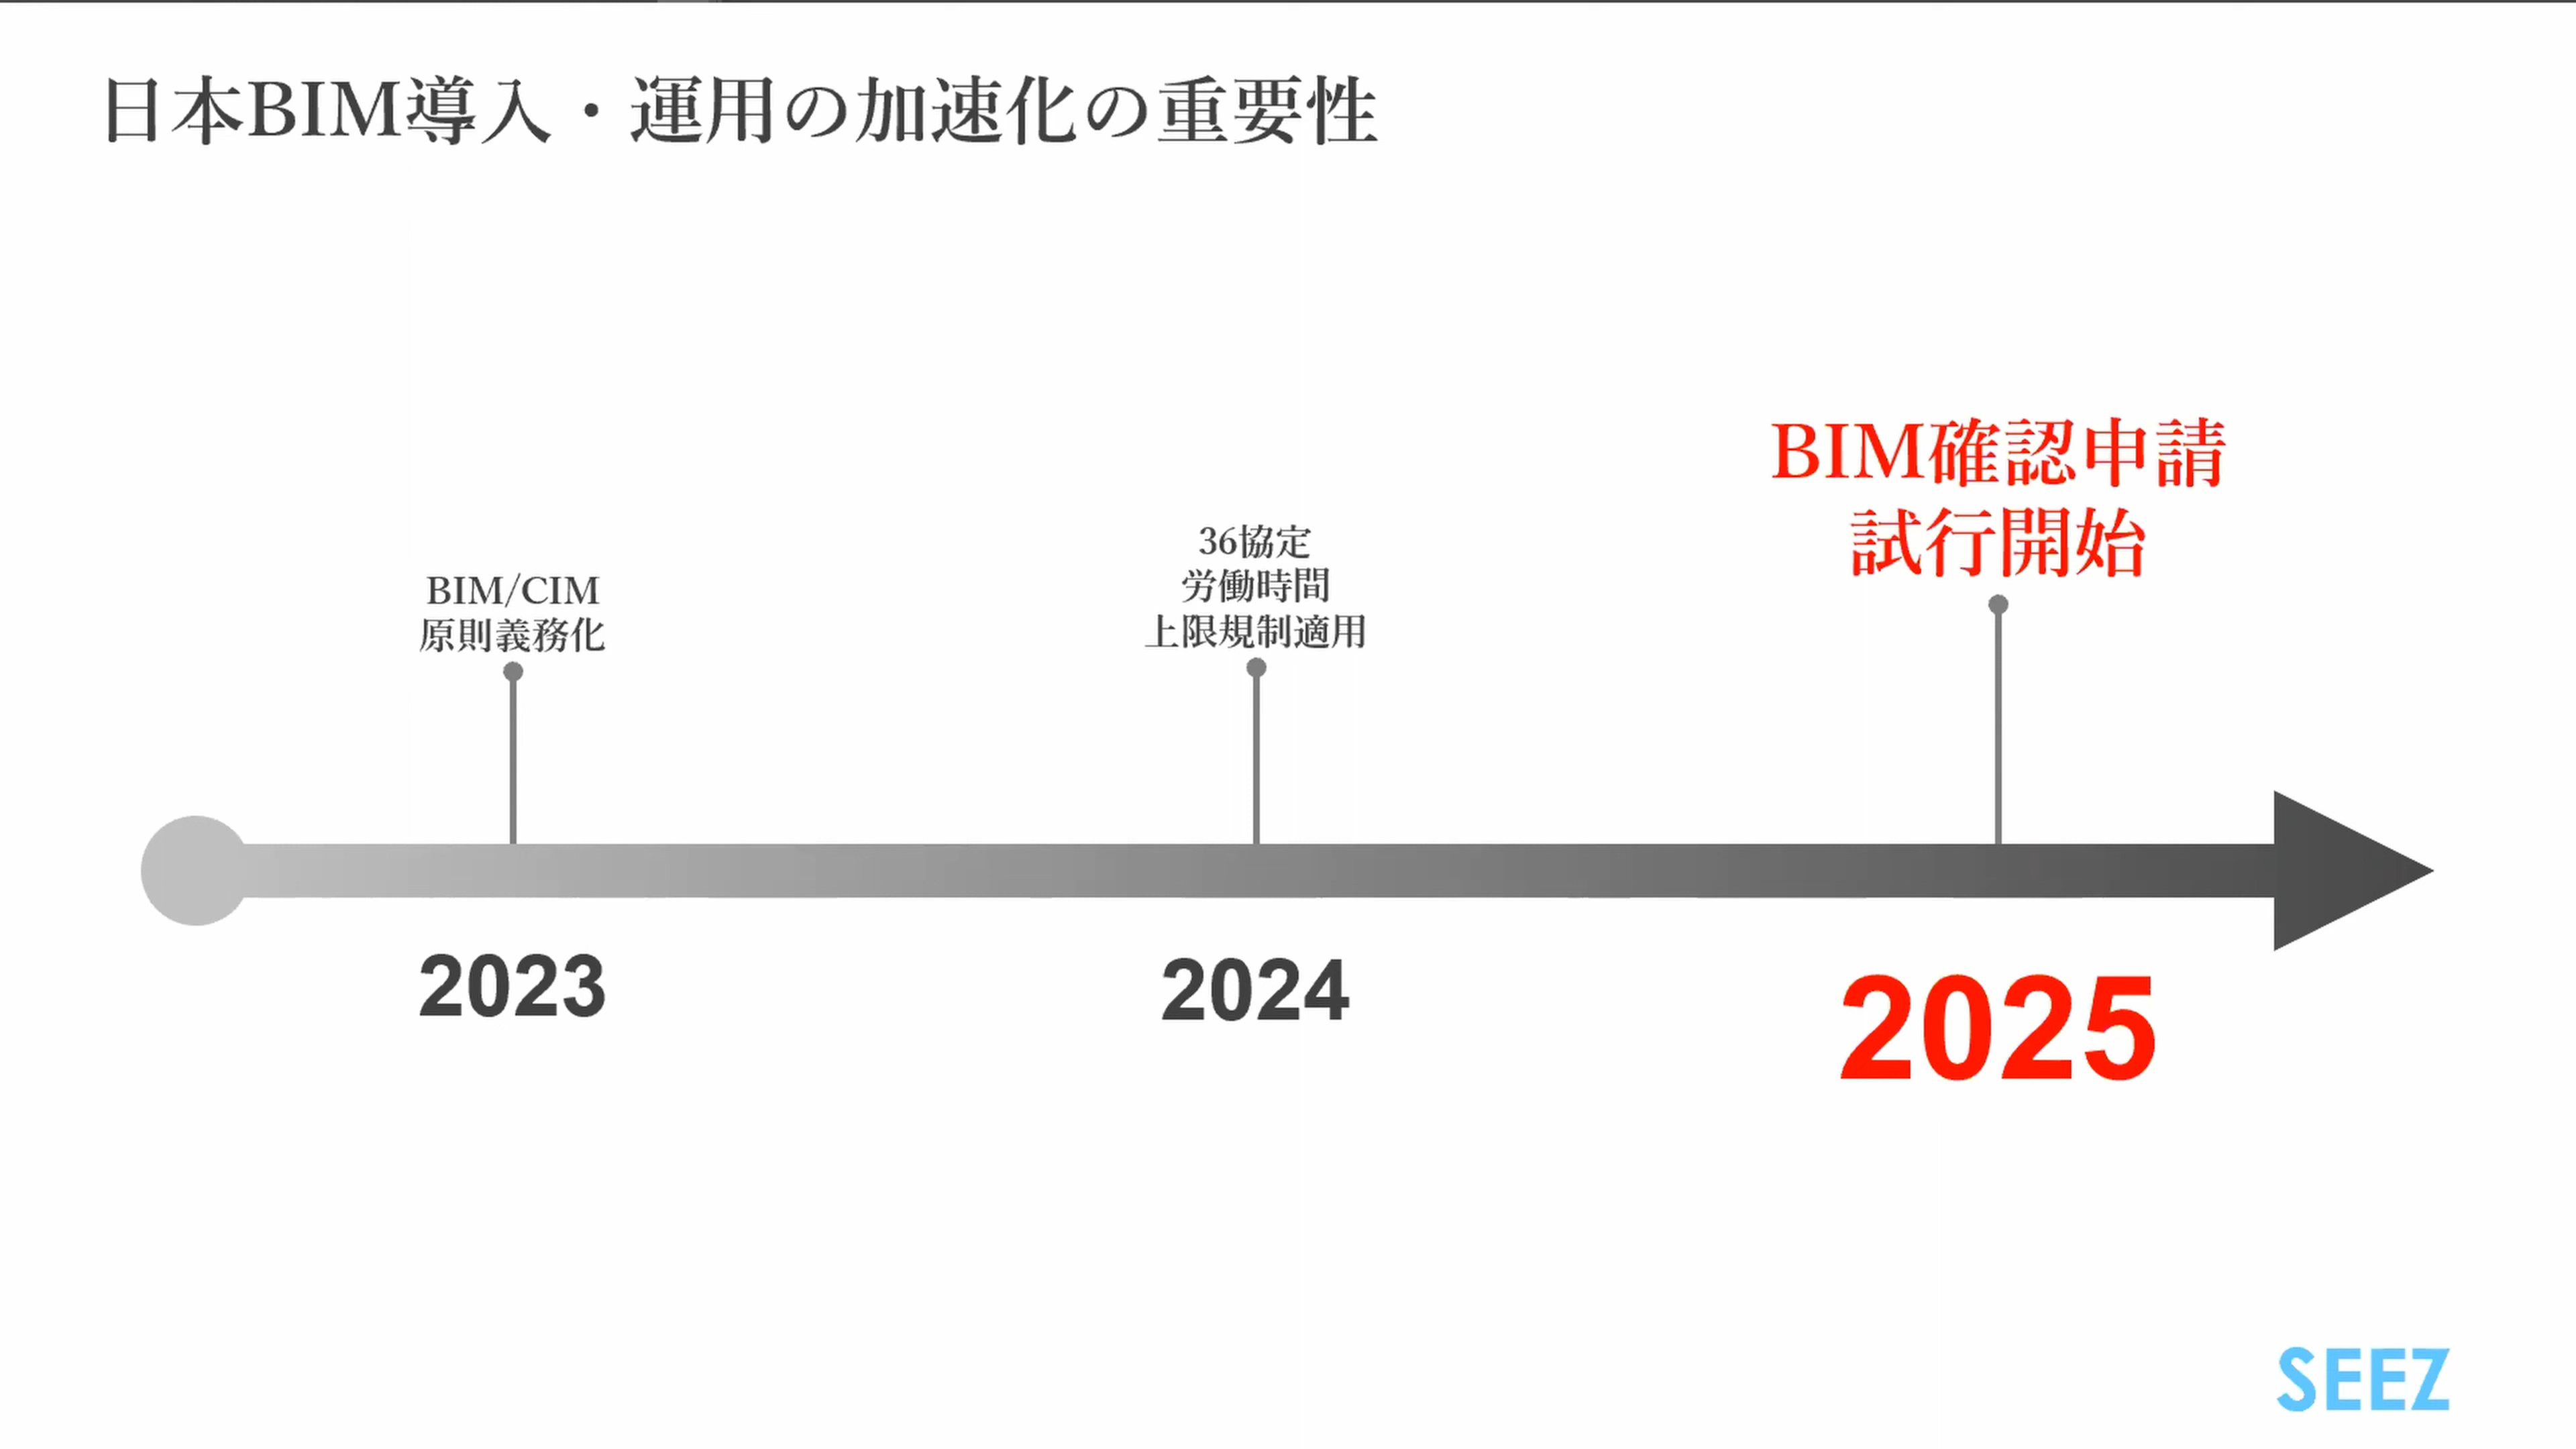 日本BIM導入・運用の加速化の重要性
BIM/CIM
原則義務化
36協定
労働時間
上限規制適用
BIM確認申請
試行開始
2023
2024
2025
SEEZ